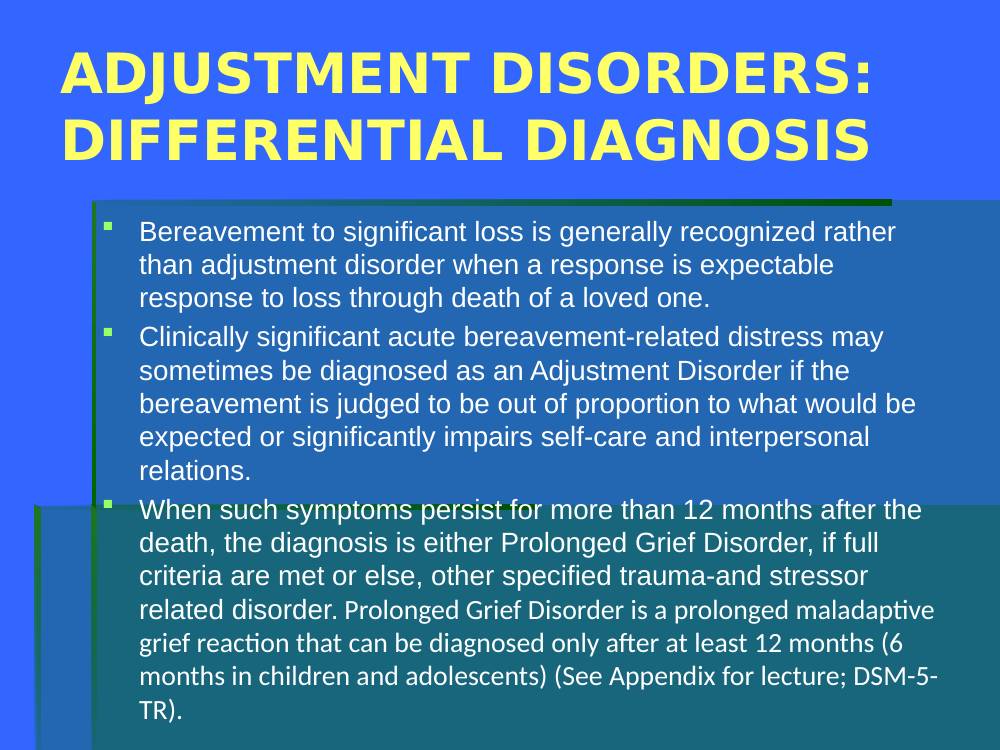 ADJUSTMENT DISORDERS:
DIFFERENTIAL DIAGNOSIS
Bereavement to significant loss is generally recognized rather
than adjustment disorder when a response is expectable
response to loss through death of a loved one.
Clinically significant acute bereavement-related distress may
sometimes be diagnosed as an Adjustment Disorder if the
bereavement is judged to be out of proportion to what would be
expected or significantly impairs self-care and interpersonal
relations.
When such symptoms persist for more than 12 months after the
death, the diagnosis is either Prolonged Grief Disorder, if full
criteria are met or else, other specified trauma-and stressor
related disorder. Prolonged Grief Disorder is a prolonged maladaptive
grief reaction that can be diagnosed only after at least 12 months (6
months in children and adolescents) (See Appendix for lecture; DSM-5-
TR).